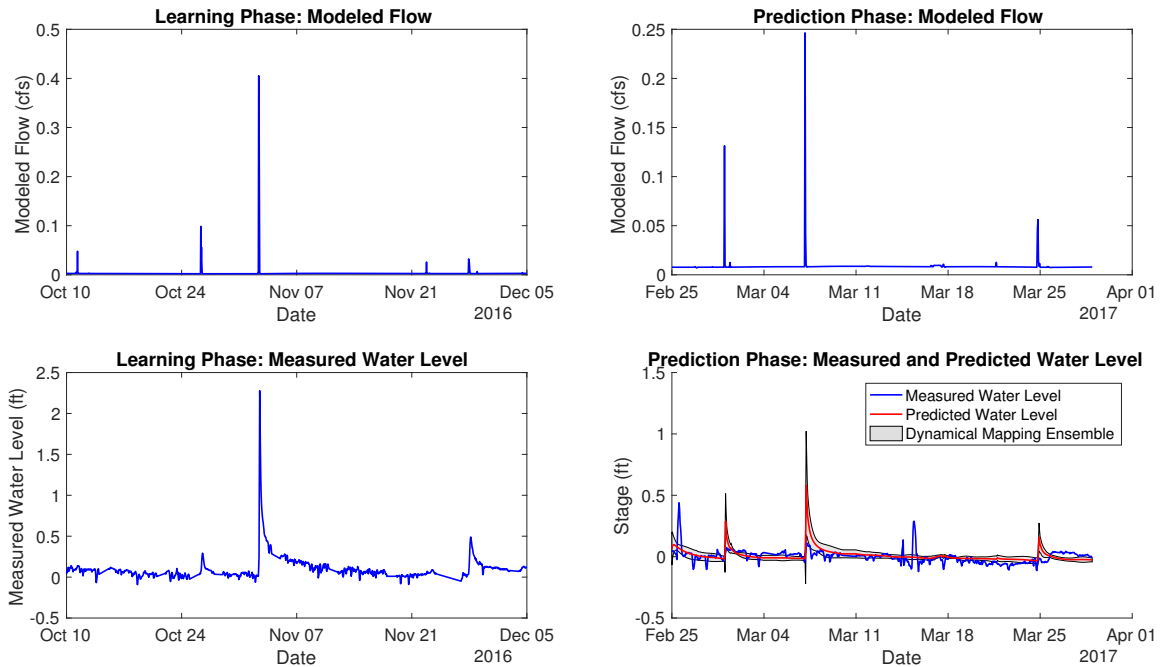 Learning Phase: Modeled Flow
Modeled Flow (cfs)
0.5
0.4
0.3
0.2
0.1
0
Oct 10 Oct 24 Nov 07 Nov 21 Dec 05
Date
2016
Prediction Phase: Modeled Flow
Modeled Flow (cfs)
0.25
0.2
0.15
0.1
0.05
0
Feb 25 Mar 04 Mar 11 Mar 18 Mar 25 Apr 01
Date
2017
Learning Phase: Measured Water Level
Measured Water Level (ft)
2.5
2
1.5
1
0.5
0
-0.5
Oct 10 Oct 24 Nov 07 Nov 21 Dec 05
Date
2016
Prediction Phase: Measured and Predicted Water Level
Stage (ft)
1.5
1
0.5
0
-0.5
Measured Water Level
Predicted Water Level
Dynamical Mapping Ensemble
Feb 25 Mar 04 Mar 11 Mar 18 Mar 25 Apr 01
Date
2017